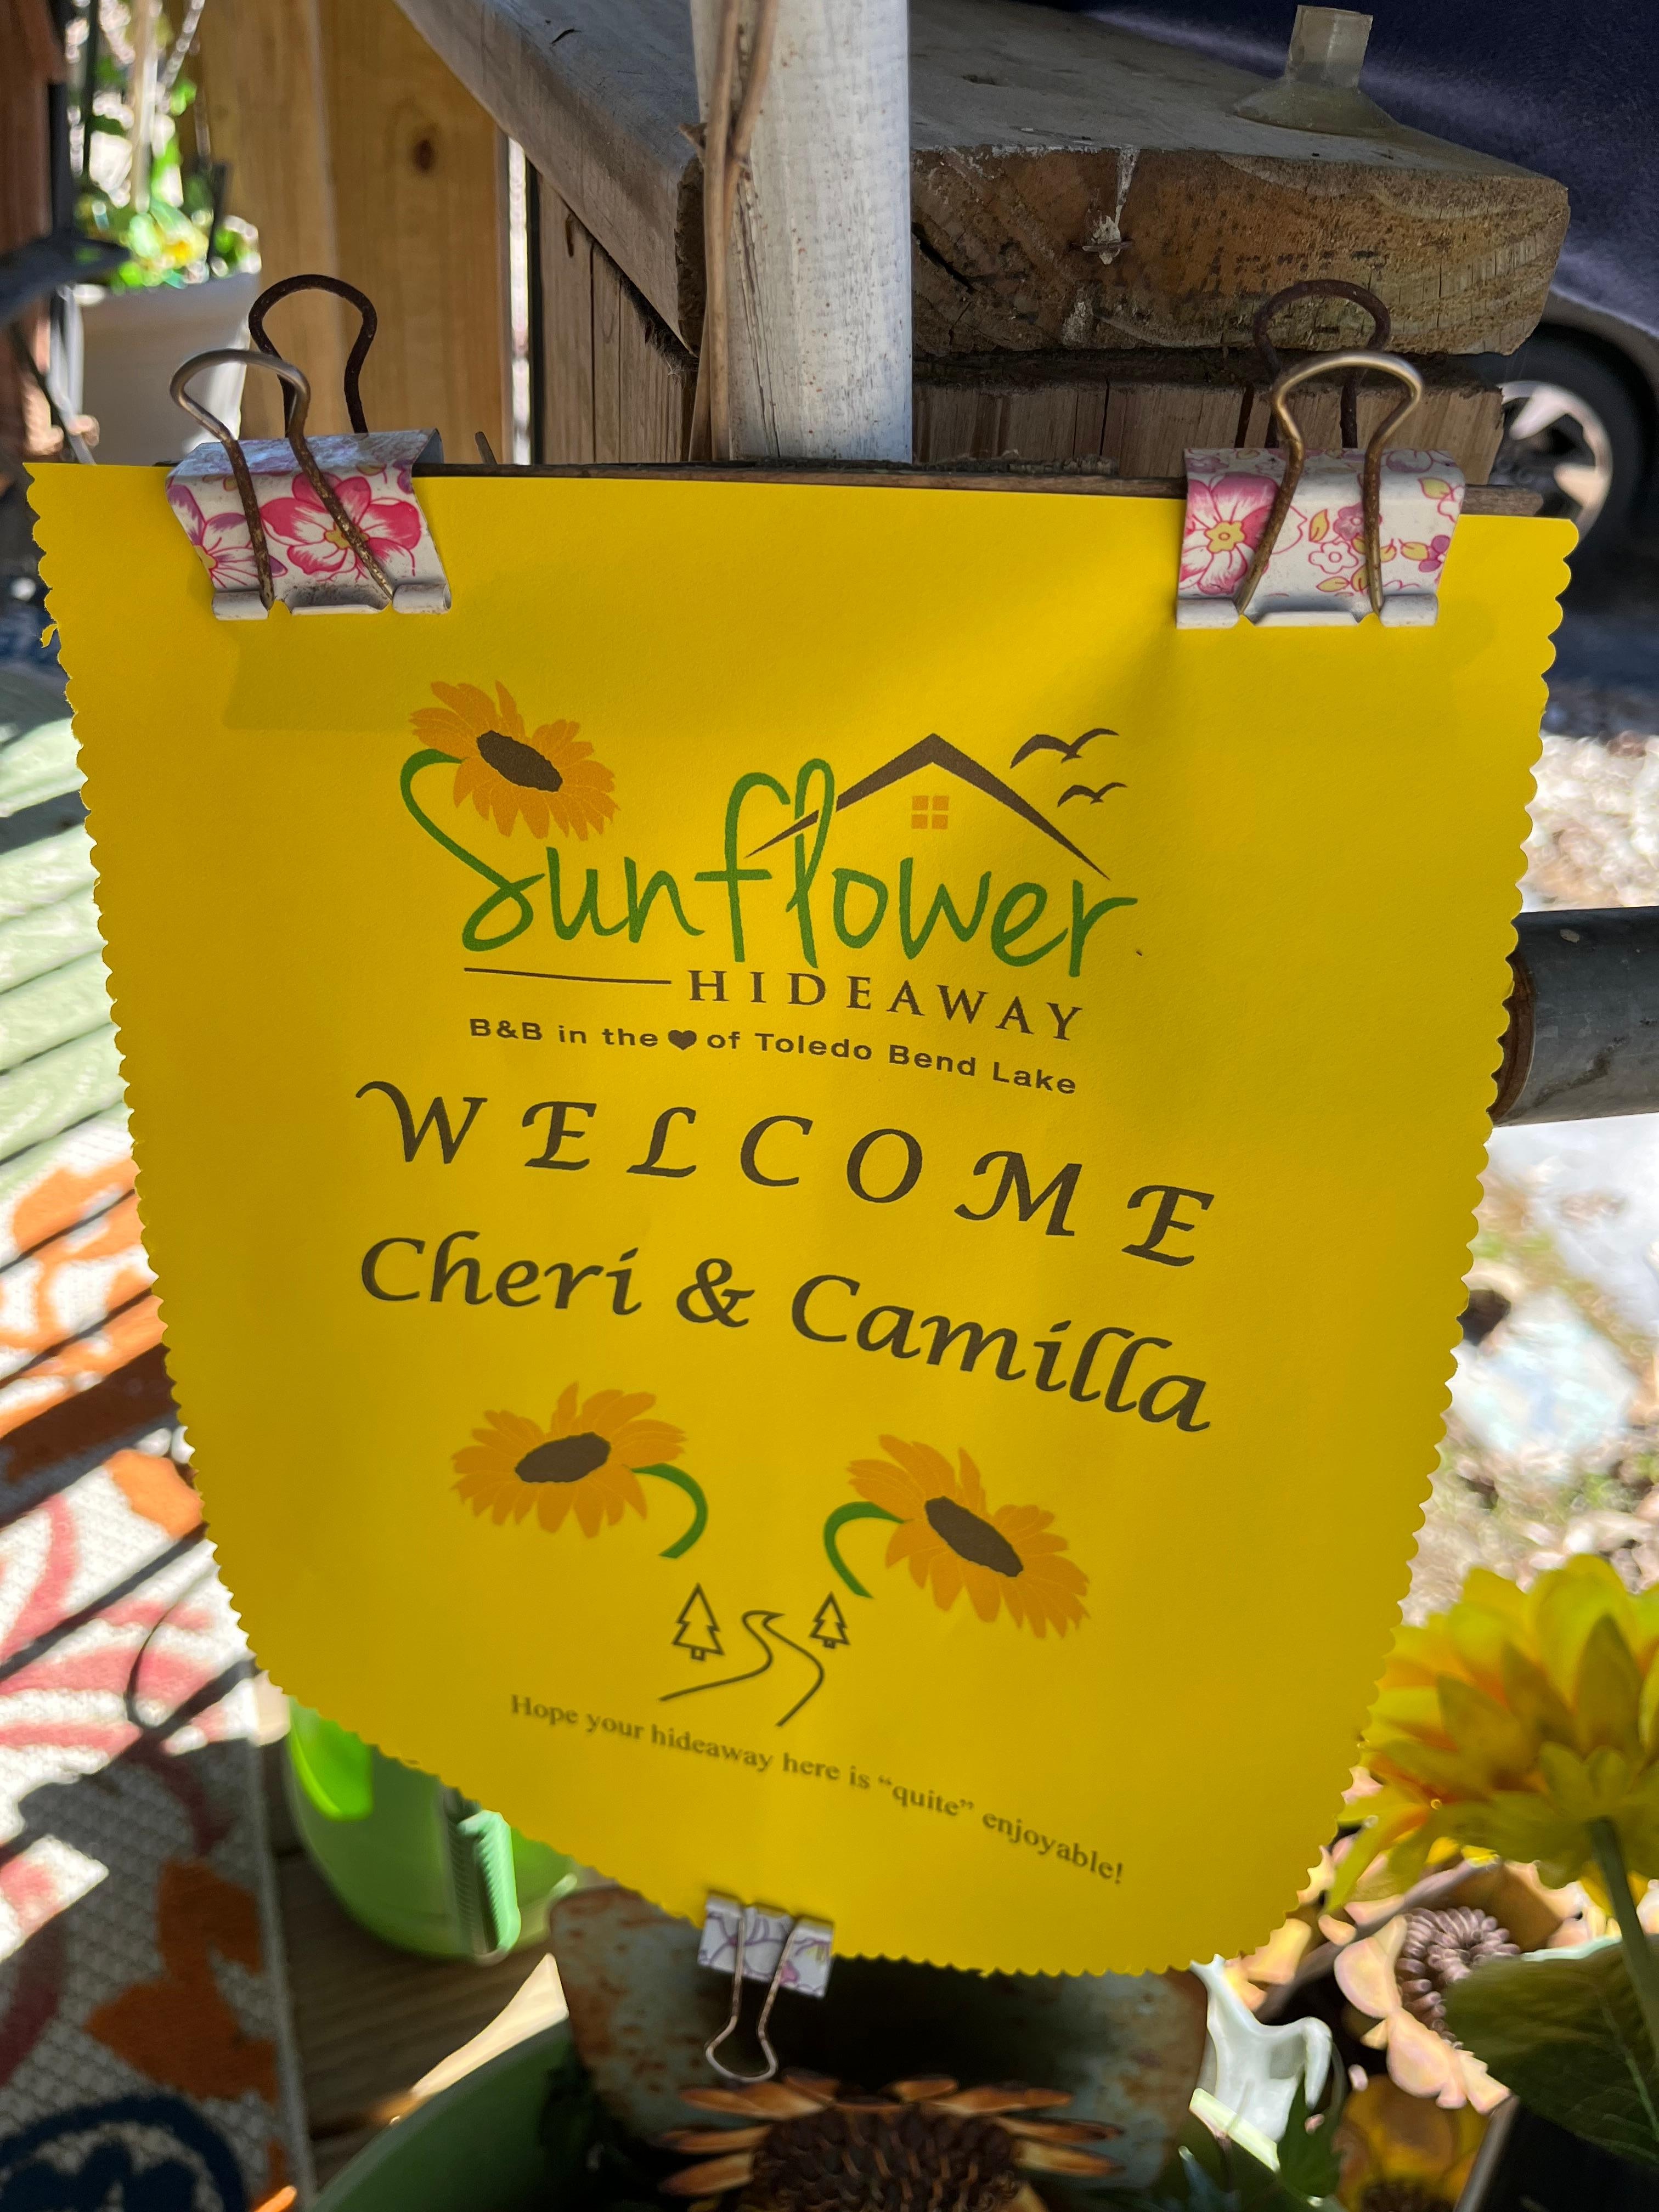 Sunflower
HIDEAWAY
B&B in the ❤ of Toledo Bend Lake
WELCOME
Cheri & Camilla
Hope your hideaway here is “quite” enjoyable!